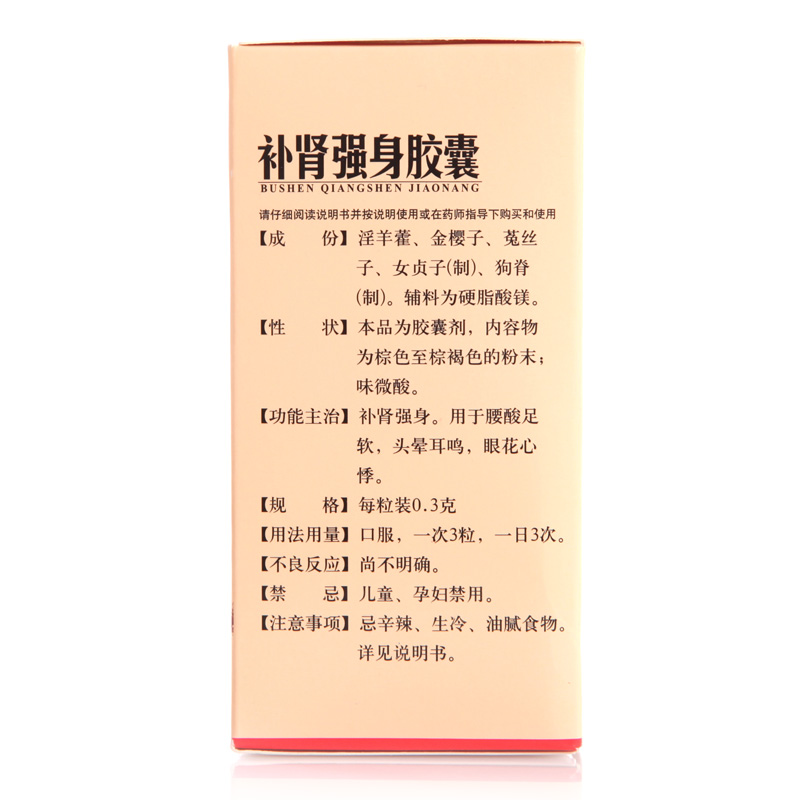 补肾强身胶囊
BUSHEN QIANGSHEN JIAONANG
请仔细阅读说明书并按说明使用或在药师指导下购买和使用
【成　份】淫羊藿、金樱子、菟丝
子、女贞子(制)、狗脊
(制)。辅料为硬脂酸镁。
【性　状】本品为胶囊剂，内容物
为棕色至棕褐色的粉末；
味微酸。
【功能主治】补肾强身。用于腰酸足
软，头晕耳鸣，眼花心
悸。
【规　格】每粒装0.3克
【用法用量】口服，一次3粒，一日3次。
【不良反应】尚不明确。
【禁　忌】儿童、孕妇禁用。
【注意事项】忌辛辣、生冷、油腻食物。
详见说明书。